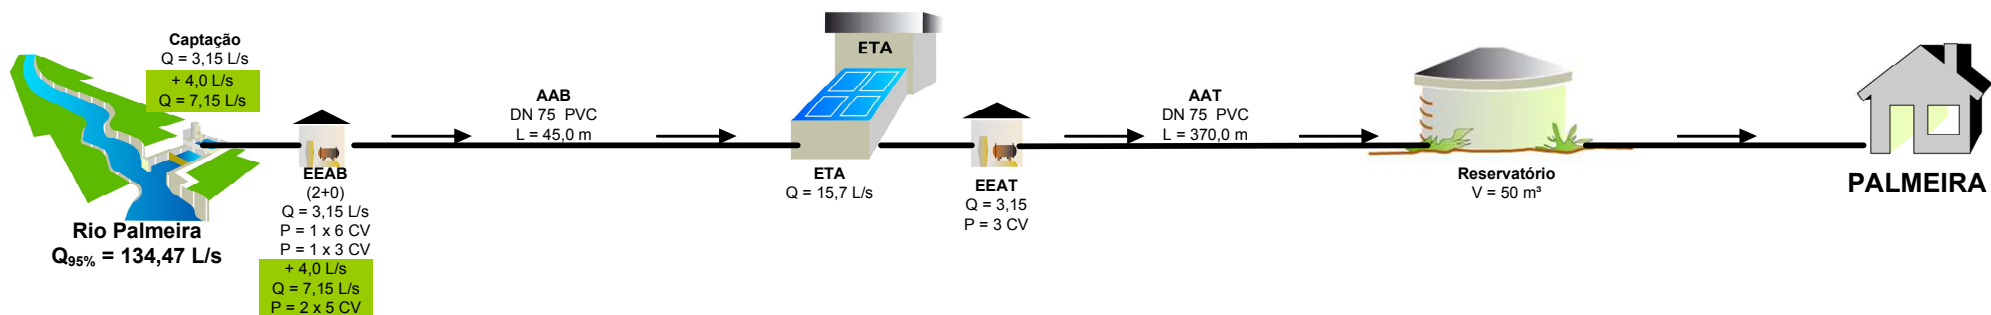 Captação
Q = 3,15 L/s
+ 4,0 L/s
Q = 7,15 L/s
Rio Palmeira
Q95% = 134,47 L/s
EEAB
(2+0)
Q = 3,15 L/s
P = 1 x 6 CV
P = 1 x 3 CV
+ 4,0 L/s
Q = 7,15 L/s
P = 2 x 5 CV
AAB
DN 75 PVC
L = 45,0 m
ETA
ETA
Q = 15,7 L/s
EEAT
Q = 3,15
P = 3 CV
AAT
DN 75 PVC
L = 370,0 m
Reservatório
V = 50 m³
PALMEIRA